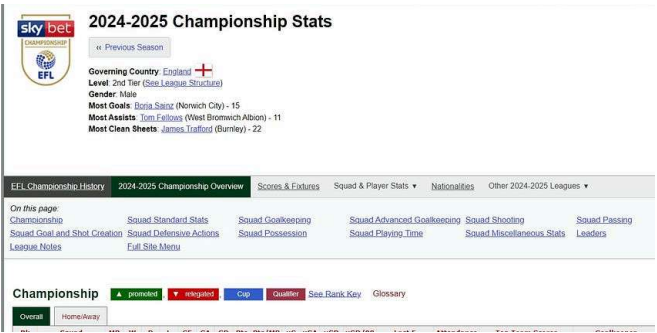 sky bet
CHAMPIONSHIP
EFL
2024-2025 Championship Stats
‹‹ Previous Season
Governing Country: England
Level: 2nd Tier (See League Structure)
Gender: Male
Most Goals: Borja Sainz (Norwich City) - 15
Most Assists: Tom Fellows (West Bromwich Albion) - 11
Most Clean Sheets: James Trafford (Burnley) - 22
EFL Championship History 2024-2025 Championship Overview Scores & Fixtures Squad & Player Stats ▼ Nationalities Other 2024-2025 Leagues ▼
On this page:
Championship Squad Standard Stats Squad Goalkeeping Squad Advanced Goalkeeping Squad Shooting Squad Passing
Squad Goal and Shot Creation Squad Defensive Actions Squad Possession Squad Playing Time Squad Miscellaneous Stats Leaders
League Notes Full Site Menu
Championship ▲ promoted, ▼ relegated, Cup Qualifier See Rank Key Glossary
Overall Home/Away